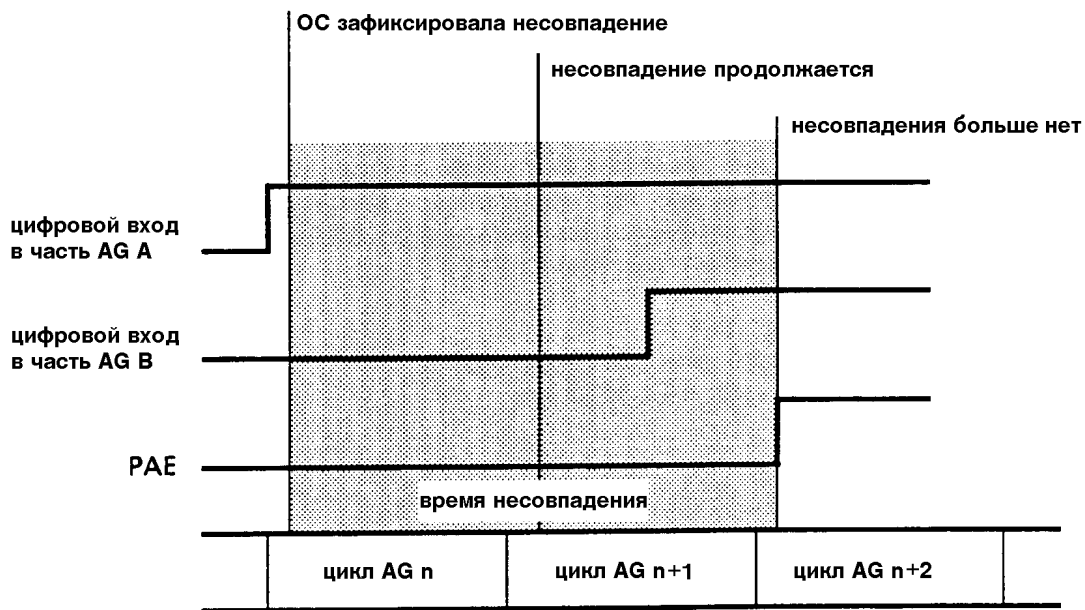 ОС зафиксировала несовпадение
несовпадение продолжается
несовпадения больше нет
цифровой вход
в часть AG A
цифровой вход
в часть AG B
PAE
время несовпадения
цикл AG n
цикл AG n+1
цикл AG n+2